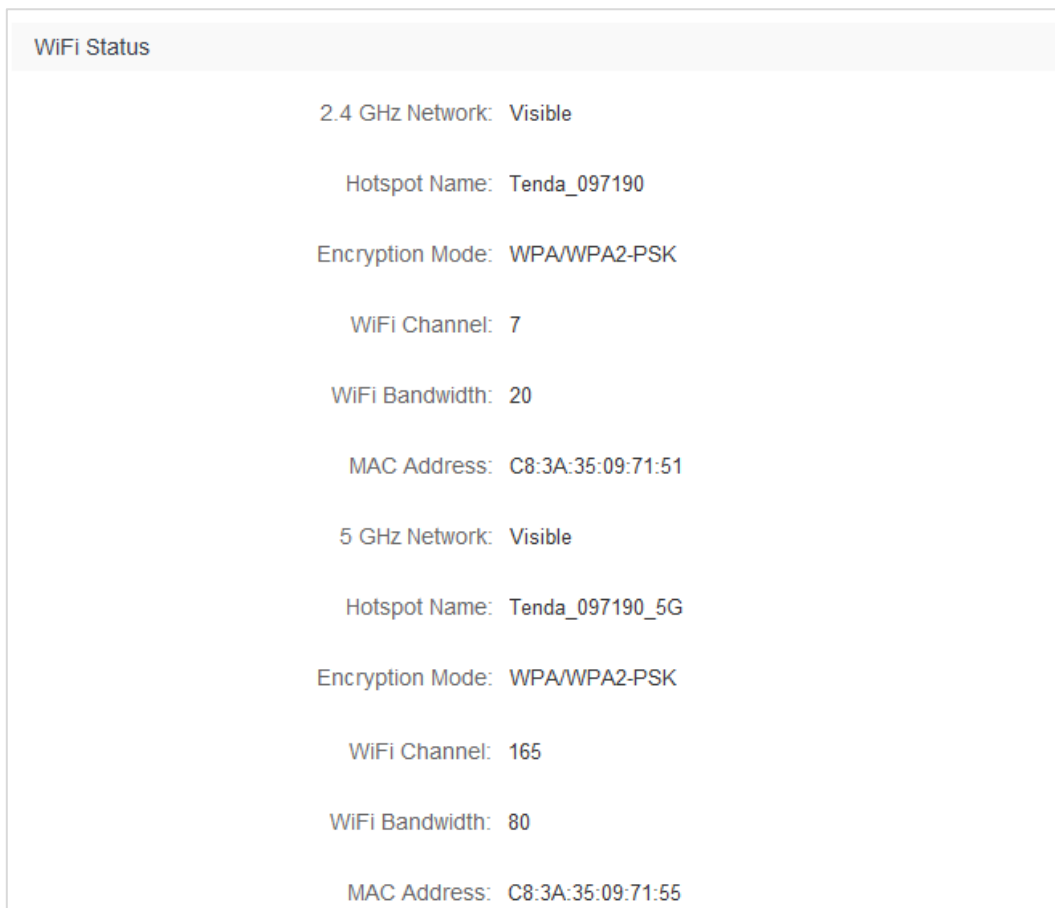 WiFi Status
2.4 GHz Network: Visible
Hotspot Name: Tenda_097190
Encryption Mode: WPA/WPA2-PSK
WiFi Channel: 7
WiFi Bandwidth: 20
MAC Address: C8:3A:35:09:71:51
5 GHz Network: Visible
Hotspot Name: Tenda_097190_5G
Encryption Mode: WPA/WPA2-PSK
WiFi Channel: 165
WiFi Bandwidth: 80
MAC Address: C8:3A:35:09:71:55